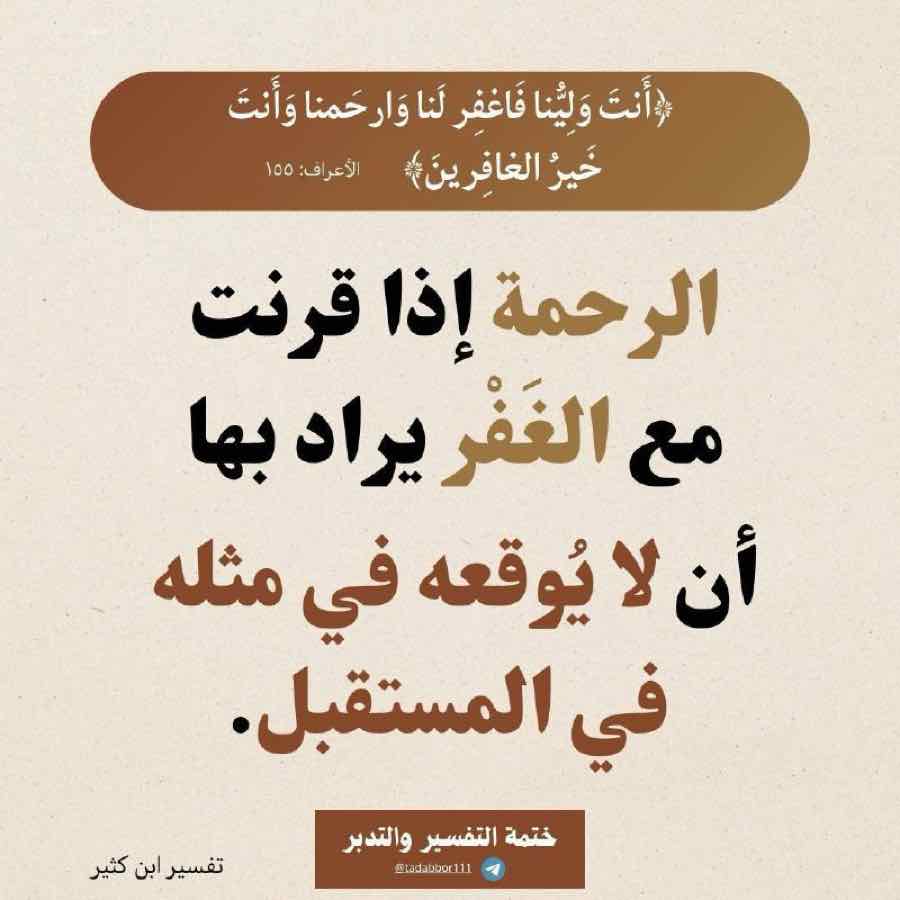 ﴿أَنتَ وَلِيُّنا فَاغفِر لَنا وَارحَمنا وَأَنتَ
خَيرُ الغافِرينَ﴾ الأعراف: ١٥٥
الرحمة إذا قرنت
مع الغَفْر يراد بها
أن لا يُوقعه في مثله
في المستقبل.
ختمة التفسير والتدبر
@tadabbor111
تفسير ابن كثير